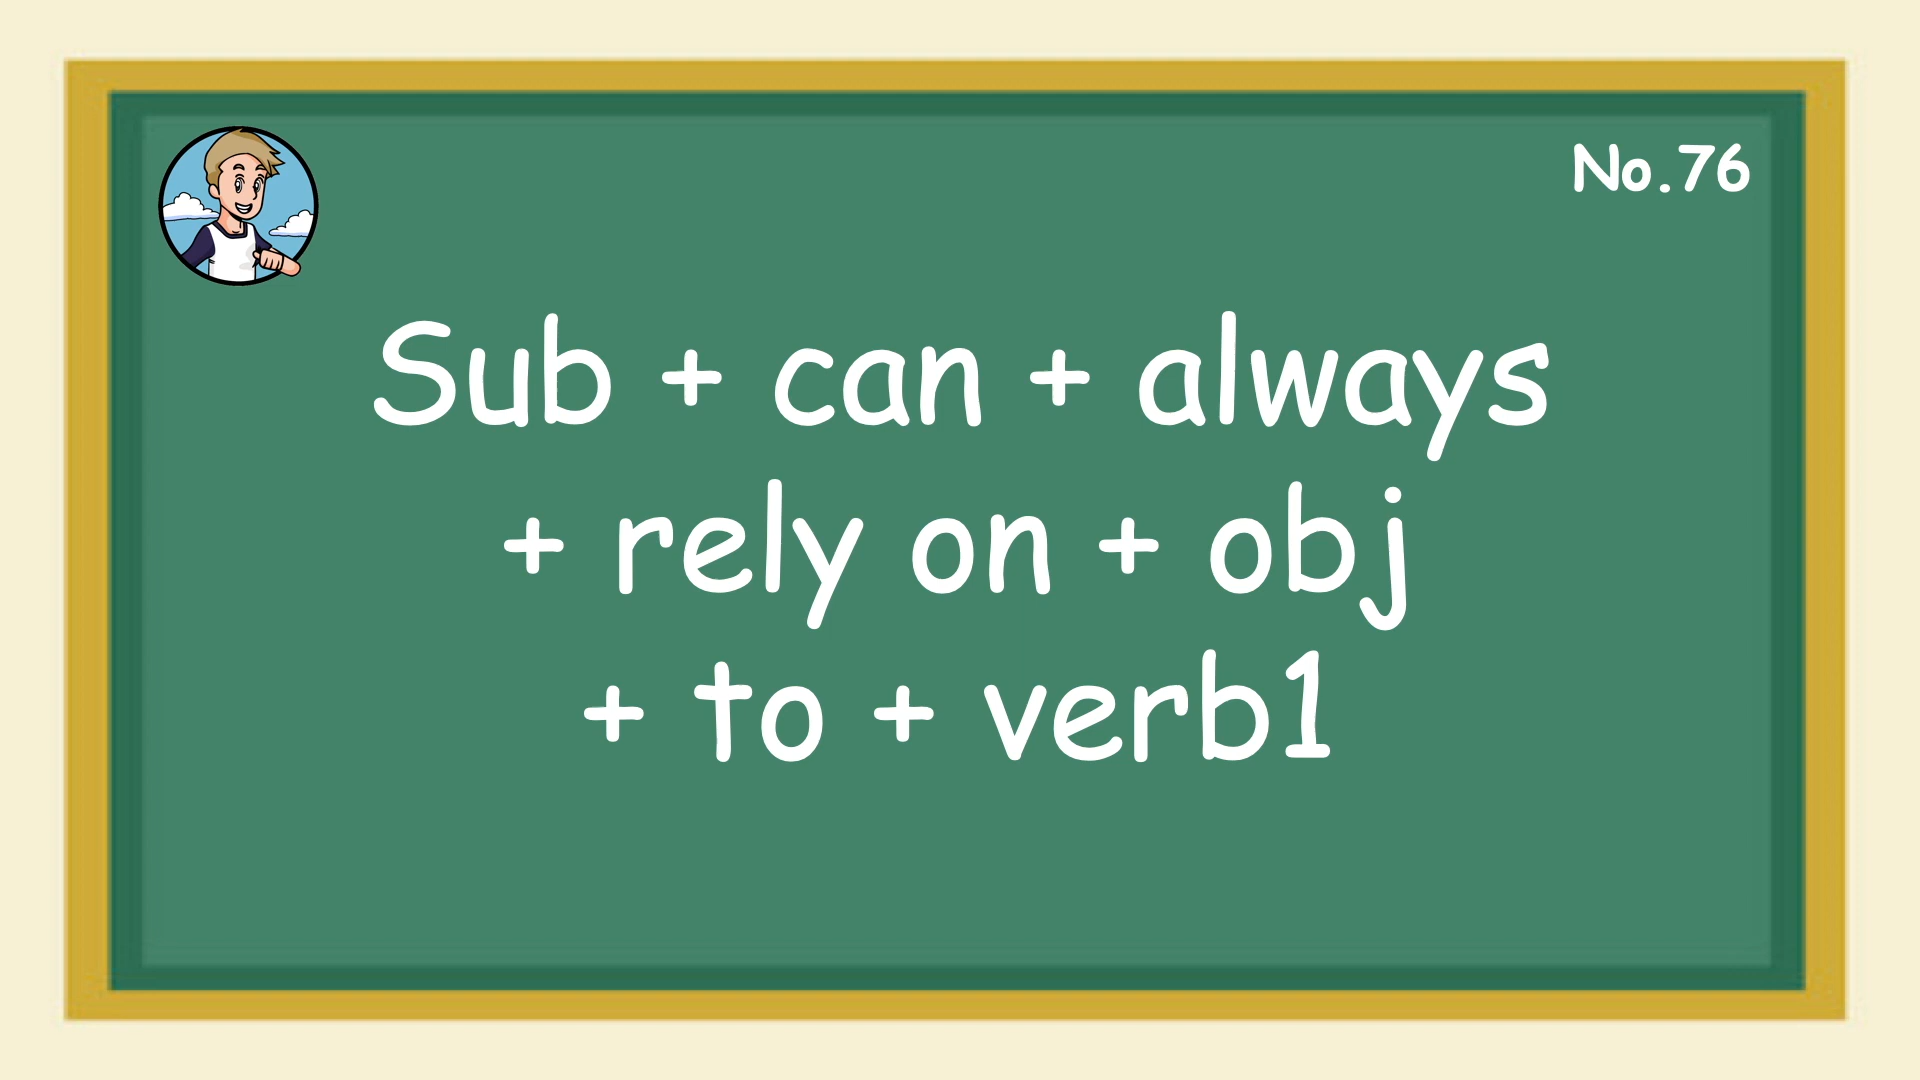 No.76
Sub + can + always
+ rely on + obj
+ to + verb1